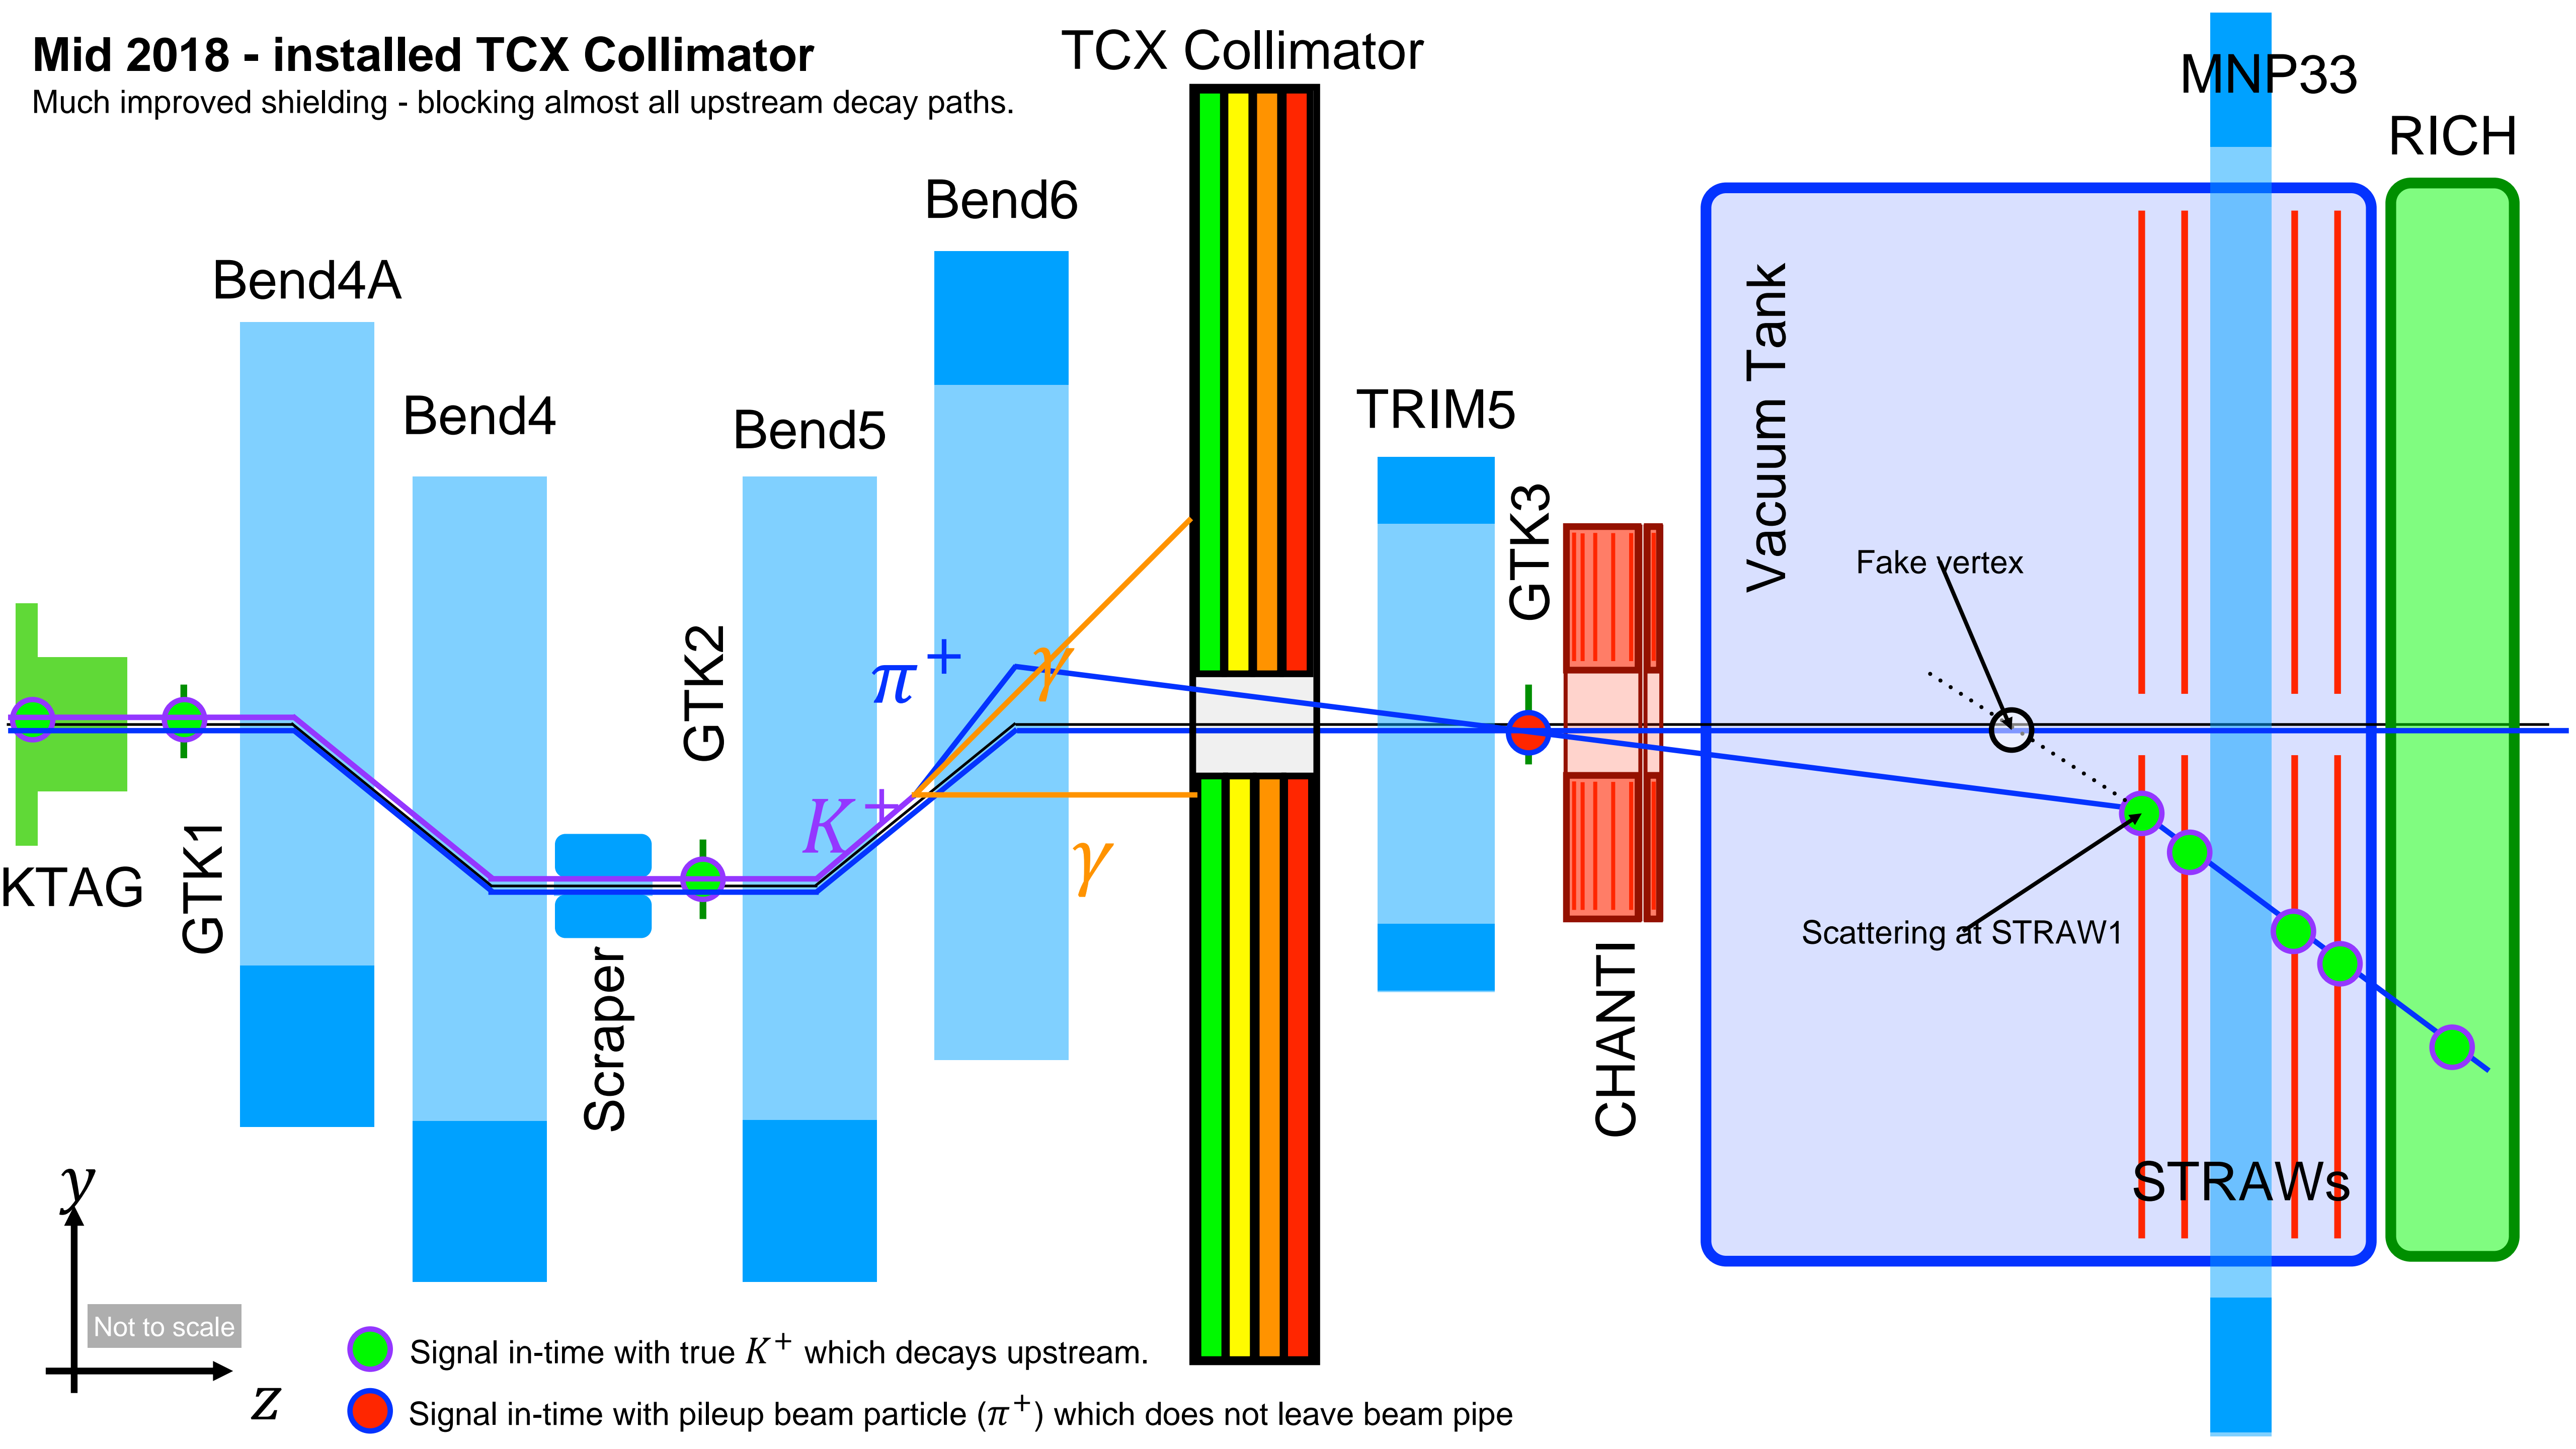 Mid 2018 - installed TCX Collimator
Much improved shielding - blocking almost all upstream decay paths.
TCX Collimator
MNP33
RICH
Bend6
Bend4A
Bend4
Bend5
TRIM5
GTK3
Vacuum Tank
Fake vertex
GTK2
π⁺
γ
K⁺
γ
KTAG
GTK1
Scraper
CHANTI
Scattering at STRAW1
STRAWs
y
Not to scale
z
Signal in-time with true K⁺ which decays upstream.
Signal in-time with pileup beam particle (π⁺) which does not leave beam pipe